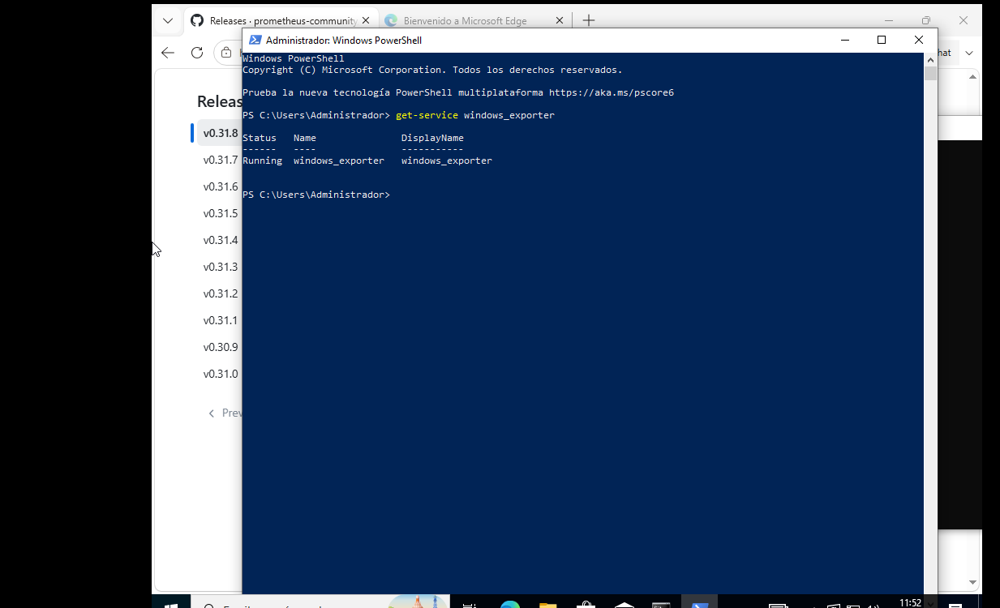 Releases · prometheus-community
Bienvenido a Microsoft Edge
Administrador: Windows PowerShell
hat
Windows PowerShell
Copyright (C) Microsoft Corporation. Todos los derechos reservados.
Prueba la nueva tecnología PowerShell multiplataforma https://aka.ms/pscore6
PS C:\Users\Administrador> get-service windows_exporter
Status Name DisplayName
------ ---- -----------
Running windows_exporter windows_exporter
PS C:\Users\Administrador>
Releas
v0.31.8
v0.31.7
v0.31.6
v0.31.5
v0.31.4
v0.31.3
v0.31.2
v0.31.1
v0.30.9
v0.31.0
Prev
11:52